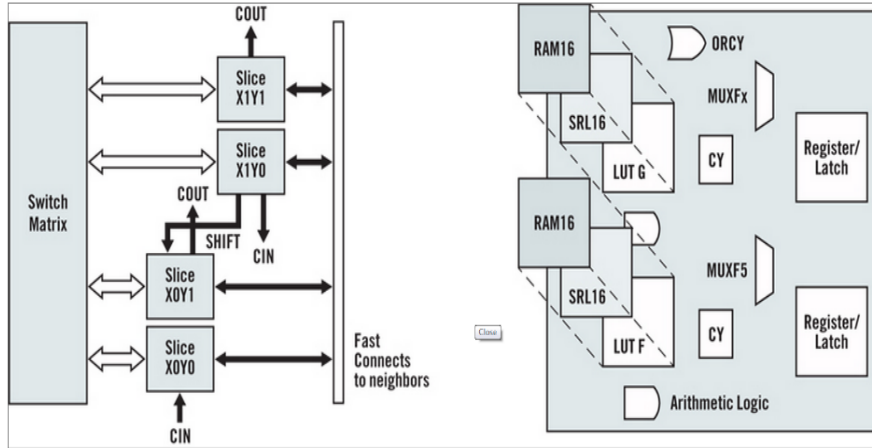 COUT
Slice
X1Y1
Slice
X1Y0
Switch
Matrix
COUT
SHIFT
CIN
Slice
X0Y1
Slice
X0Y0
CIN
Fast
Connects
to neighbors
Close
RAM16
SRL16
LUT G
ORCY
MUXFx
CY
Register/
Latch
RAM16
SRL16
LUT F
MUXF5
CY
Register/
Latch
Arithmetic Logic